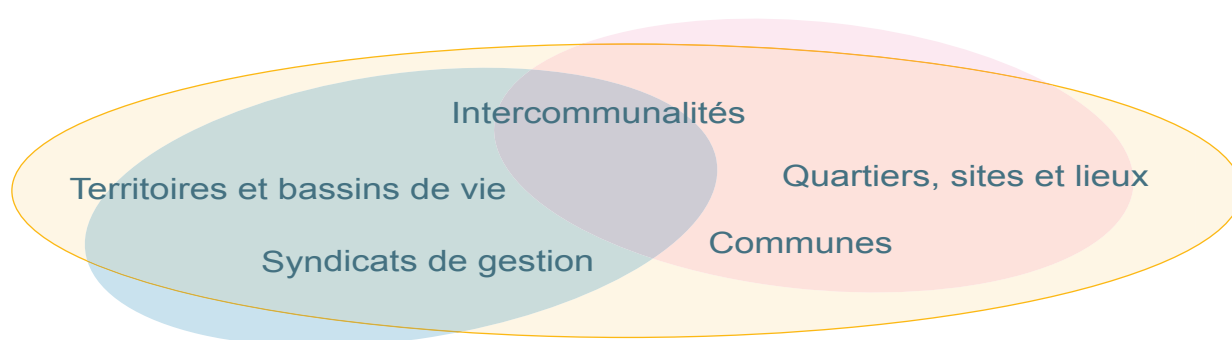 Intercommunalités
Territoires et bassins de vie
Quartiers, sites et lieux
Syndicats de gestion
Communes